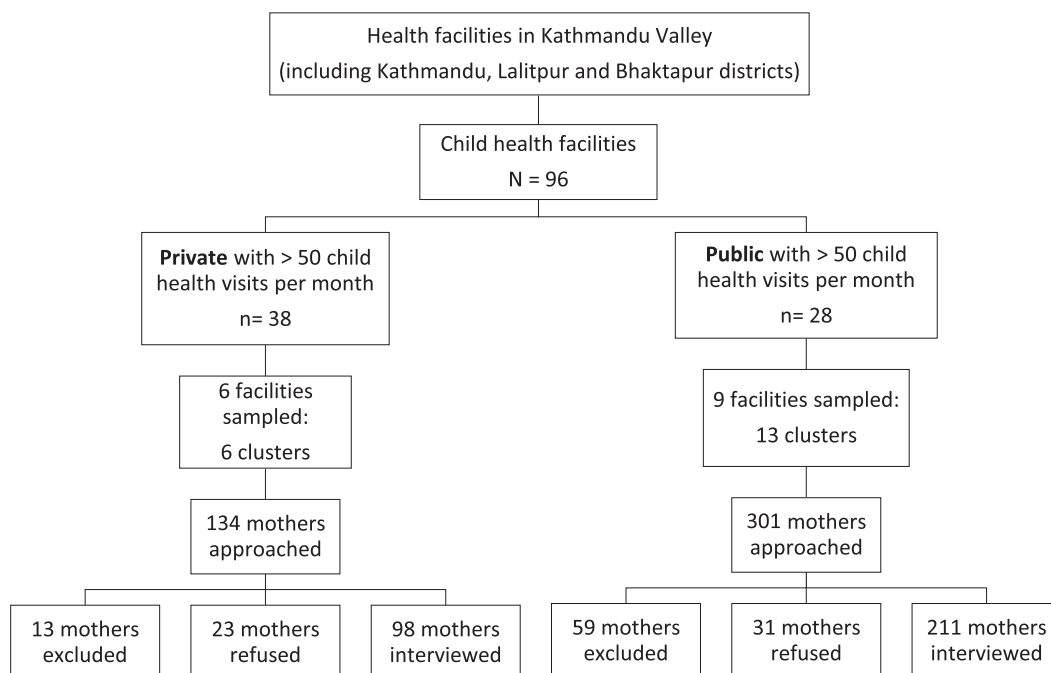 Health facilities in Kathmandu Valley
(including Kathmandu, Lalitpur and Bhaktapur districts)
Child health facilities
N = 96
Private with > 50 child
health visits per month
n= 38
Public with > 50 child
health visits per month
n= 28
6 facilities
sampled:
6 clusters
9 facilities sampled:
13 clusters
134 mothers
approached
301 mothers
approached
13 mothers
excluded
23 mothers
refused
98 mothers
interviewed
59 mothers
excluded
31 mothers
refused
211 mothers
interviewed